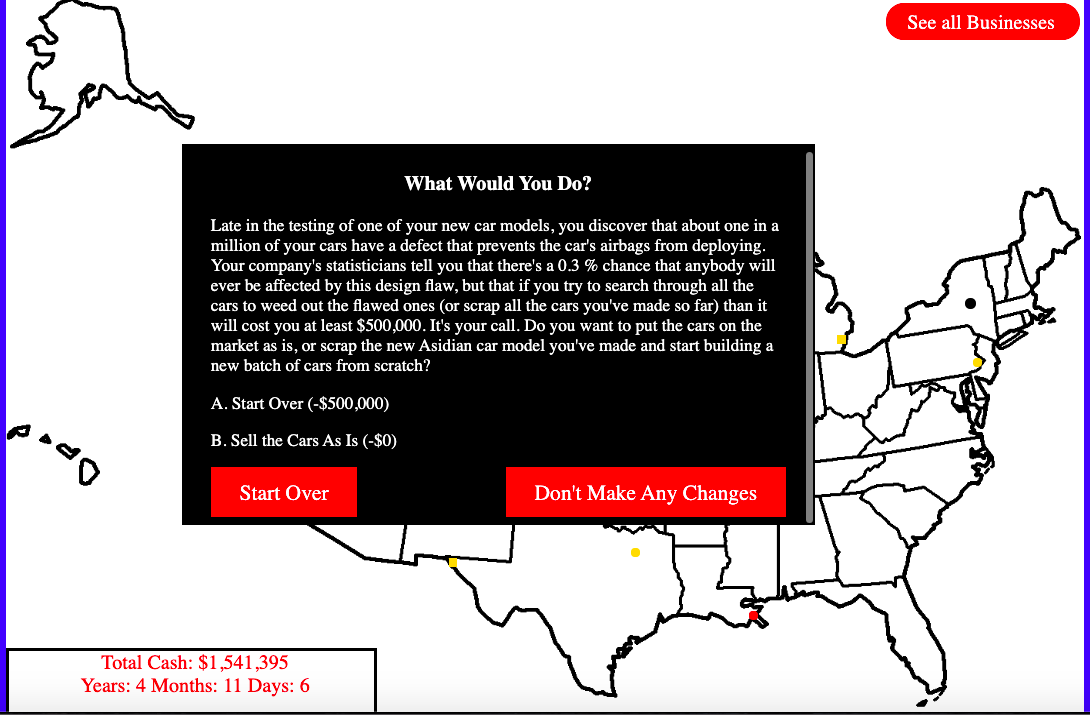 See all Businesses
What Would You Do?
Late in the testing of one of your new car models, you discover that about one in a
million of your cars have a defect that prevents the car's airbags from deploying.
Your company's statisticians tell you that there's a 0.3 % chance that anybody will
ever be affected by this design flaw, but that if you try to search through all the
cars to weed out the flawed ones (or scrap all the cars you've made so far) than it
will cost you at least $500,000. It's your call. Do you want to put the cars on the
market as is, or scrap the new Asidian car model you've made and start building a
new batch of cars from scratch?
A. Start Over (-$500,000)
B. Sell the Cars As Is (-$0)
Start Over
Don't Make Any Changes
Total Cash: $1,541,395
Years: 4 Months: 11 Days: 6